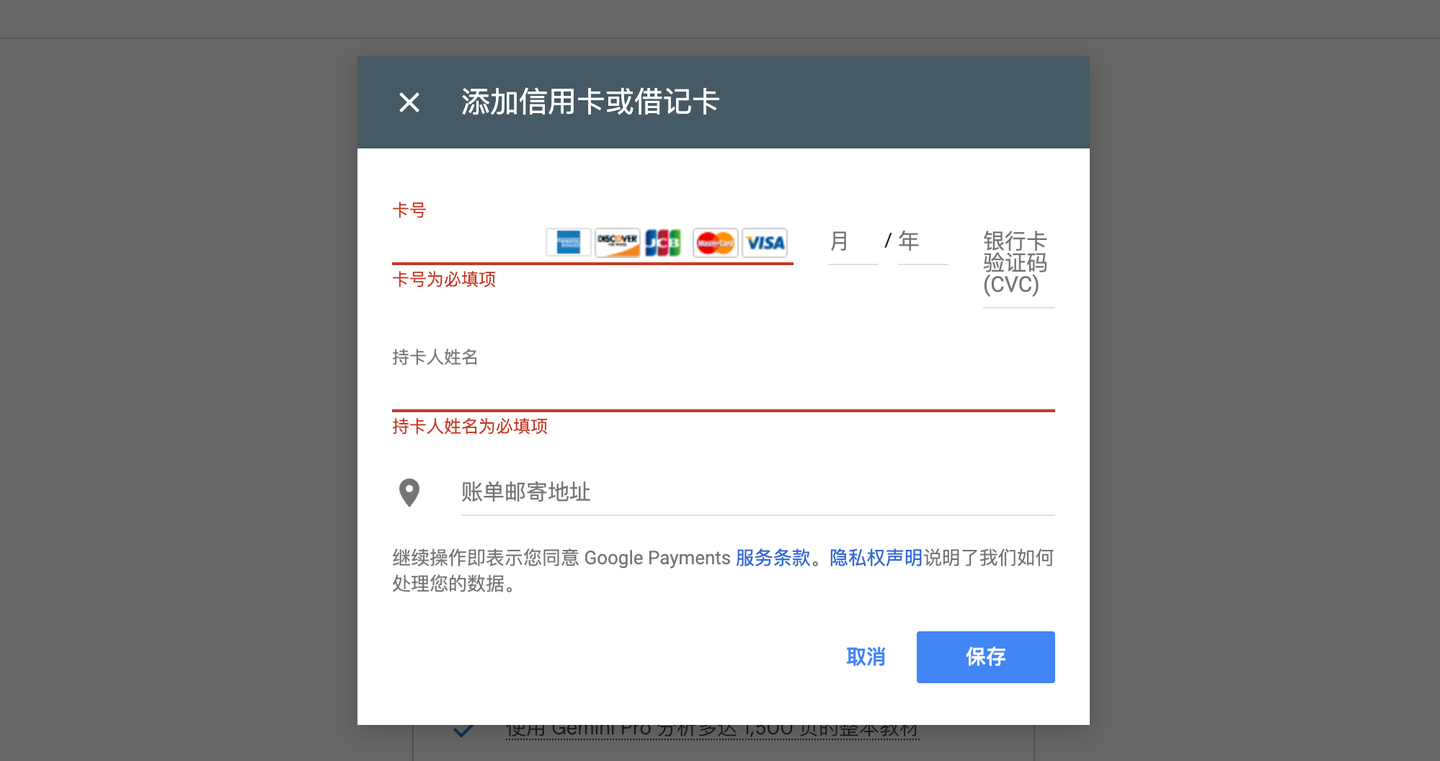 添加信用卡或借记卡
卡号
DISCOVER JCB MasterCard VISA
月 / 年
银行卡
验证码
(CVC)
卡号为必填项
持卡人姓名
持卡人姓名为必填项
账单邮寄地址
继续操作即表示您同意 Google Payments 服务条款。隐私权声明说明了我们如何
处理您的数据。
取消 保存
使用 Gemini Pro 分析多达 1,500 页的整本教材